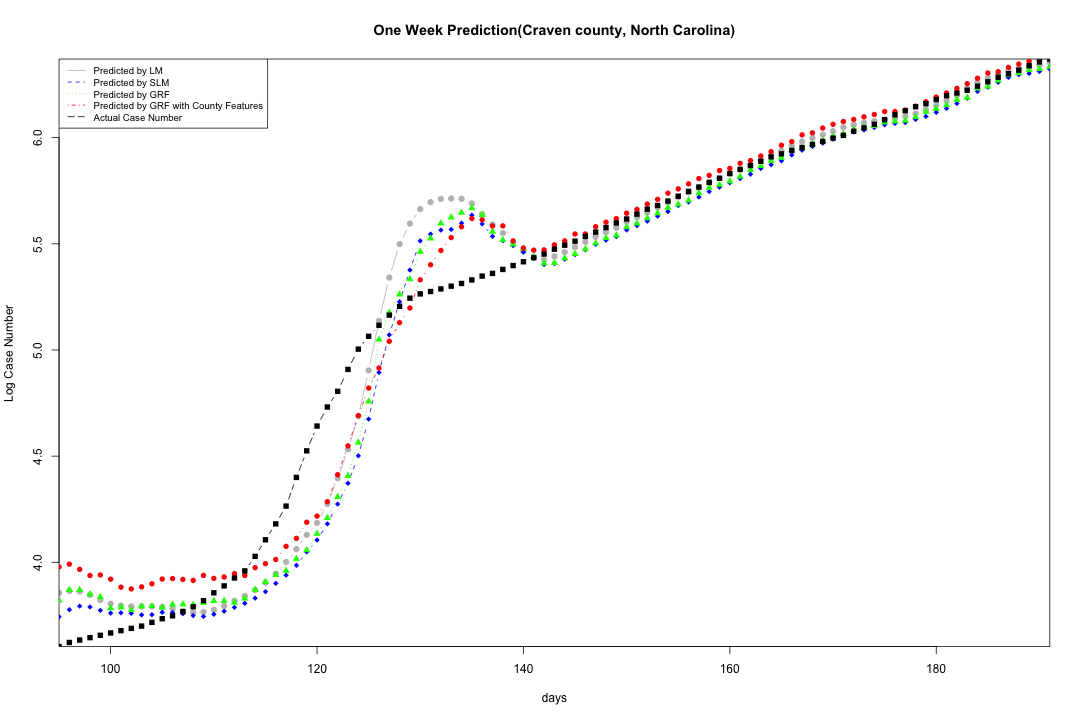 One Week Prediction(Craven county, North Carolina)
Predicted by LM
Predicted by SLM
Predicted by GRF
Predicted by GRF with County Features
Actual Case Number
6.0
5.5
5.0
4.5
4.0
Log Case Number
100 120 140 160 180
days